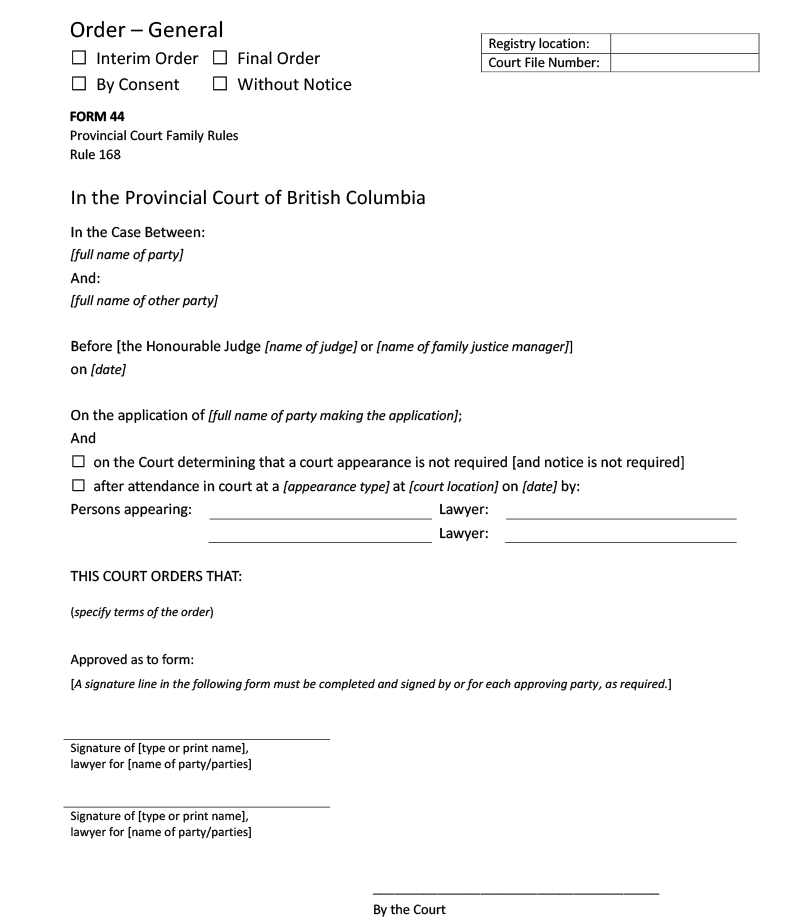 Order – General
☐ Interim Order ☐ Final Order
☐ By Consent ☐ Without Notice
Registry location:
Court File Number:
FORM 44
Provincial Court Family Rules
Rule 168
In the Provincial Court of British Columbia
In the Case Between:
[full name of party]
And:
[full name of other party]
Before [the Honourable Judge [name of judge] or [name of family justice manager]]
on [date]
On the application of [full name of party making the application];
And
☐ on the Court determining that a court appearance is not required [and notice is not required]
☐ after attendance in court at a [appearance type] at [court location] on [date] by:
Persons appearing: Lawyer:
Lawyer:
THIS COURT ORDERS THAT:
(specify terms of the order)
Approved as to form:
[A signature line in the following form must be completed and signed by or for each approving party, as required.]
Signature of [type or print name],
lawyer for [name of party/parties]
Signature of [type or print name],
lawyer for [name of party/parties]
By the Court